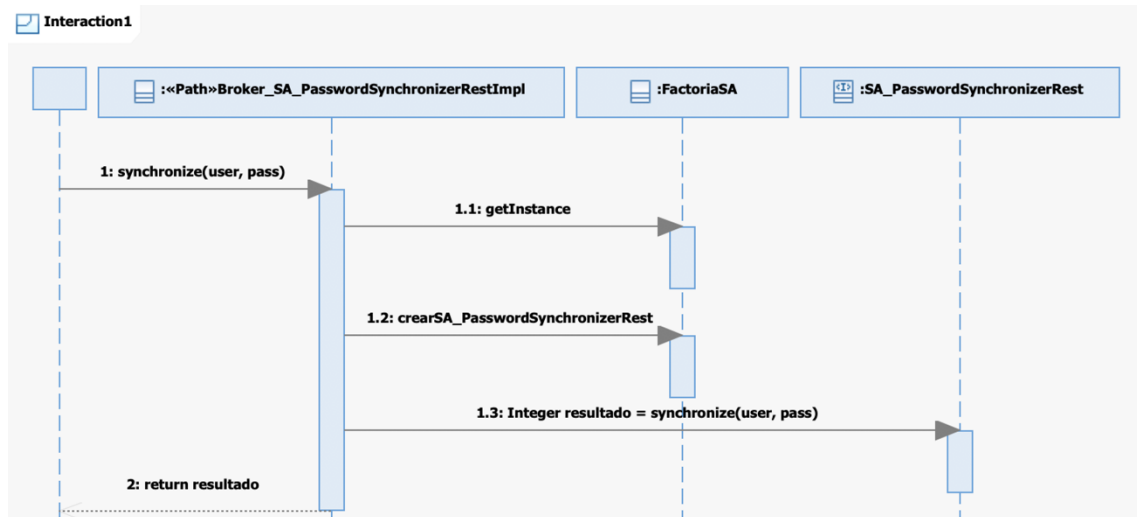 Interaction1
:«Path»Broker_SA_PasswordSynchronizerRestImpl
:FactoriaSA
:SA_PasswordSynchronizerRest
1: synchronize(user, pass)
1.1: getInstance
1.2: crearSA_PasswordSynchronizerRest
1.3: Integer resultado = synchronize(user, pass)
2: return resultado